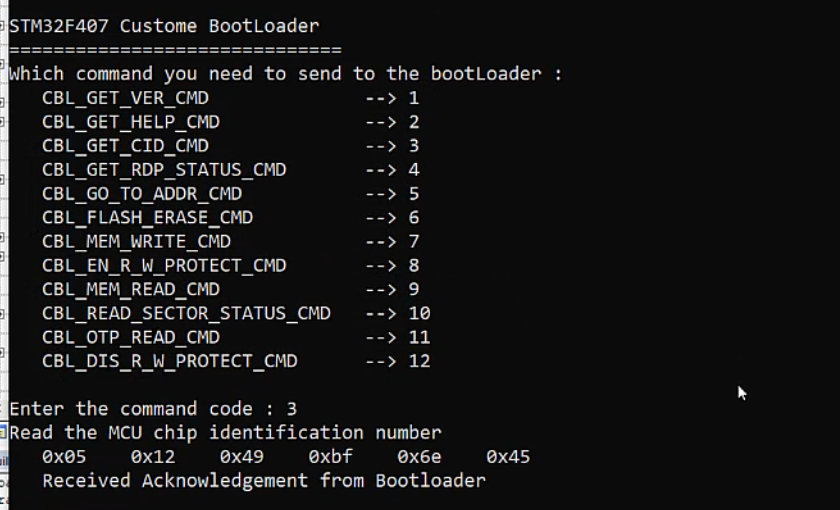 STM32F407 Custome BootLoader
==============================
Which command you need to send to the bootLoader :
CBL_GET_VER_CMD --> 1
CBL_GET_HELP_CMD --> 2
CBL_GET_CID_CMD --> 3
CBL_GET_RDP_STATUS_CMD --> 4
CBL_GO_TO_ADDR_CMD --> 5
CBL_FLASH_ERASE_CMD --> 6
CBL_MEM_WRITE_CMD --> 7
CBL_EN_R_W_PROTECT_CMD --> 8
CBL_MEM_READ_CMD --> 9
CBL_READ_SECTOR_STATUS_CMD --> 10
CBL_OTP_READ_CMD --> 11
CBL_DIS_R_W_PROTECT_CMD --> 12
Enter the command code : 3
Read the MCU chip identification number
0x05 0x12 0x49 0xbf 0x6e 0x45
Received Acknowledgement from Bootloader